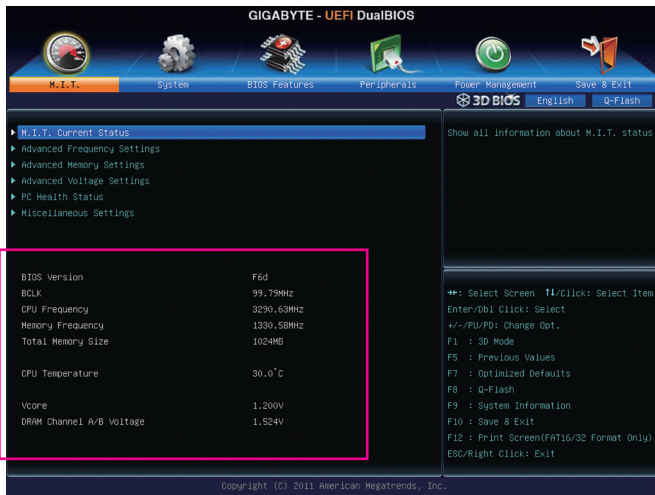 GIGABYTE - UEFI DualBIOS
M.I.T.
System
BIOS Features
Peripherals
Power Management
Save & Exit
3D BIOS
English
Q-Flash
M.I.T. Current Status
Advanced Frequency Settings
Advanced Memory Settings
Advanced Voltage Settings
PC Health Status
Miscellaneous Settings
BIOS Version F6d
BCLK 99.79MHz
CPU Frequency 3290.63MHz
Memory Frequency 1330.58MHz
Total Memory Size 1024MB
CPU Temperature 30.0°C
Vcore 1.200V
DRAM Channel A/B Voltage 1.524V
Show all information about M.I.T. status
→←: Select Screen ↑↓/Click: Select Item
Enter/Dbl Click: Select
+/-/PU/PD: Change Opt.
F1 : 3D Mode
F5 : Previous Values
F7 : Optimized Defaults
F8 : Q-Flash
F9 : System Information
F10 : Save & Exit
F12 : Print Screen(FAT16/32 Format Only)
ESC/Right Click: Exit
Copyright (C) 2011 American Megatrends, Inc.